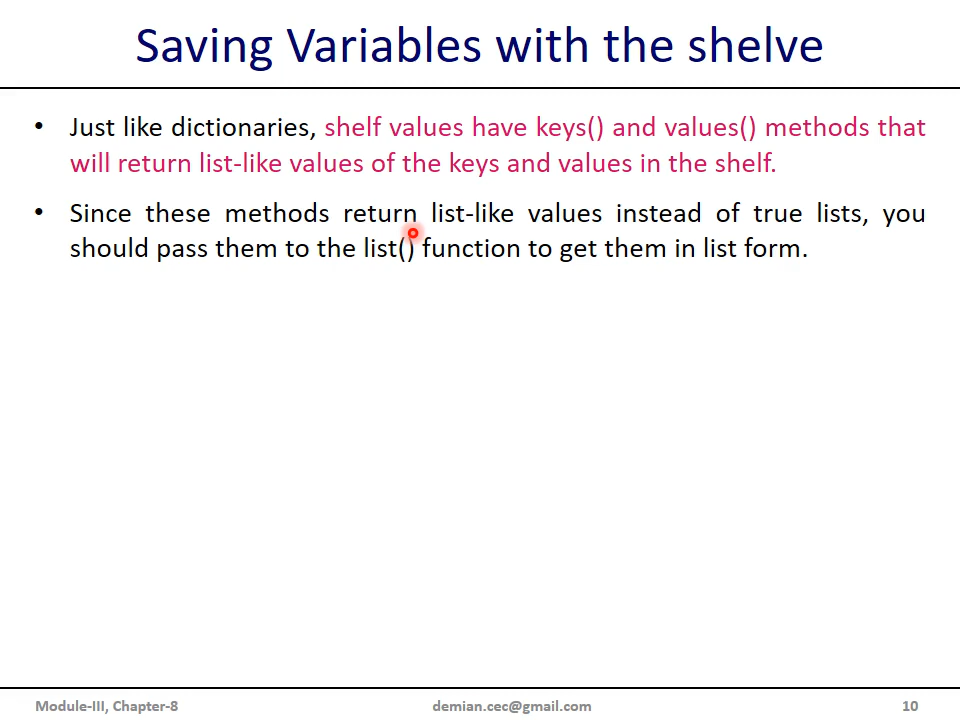 Saving Variables with the shelve
• Just like dictionaries, shelf values have keys() and values() methods that
will return list-like values of the keys and values in the shelf.
• Since these methods return list-like values instead of true lists, you
should pass them to the list() function to get them in list form.
Module-III, Chapter-8 demian.cec@gmail.com 10